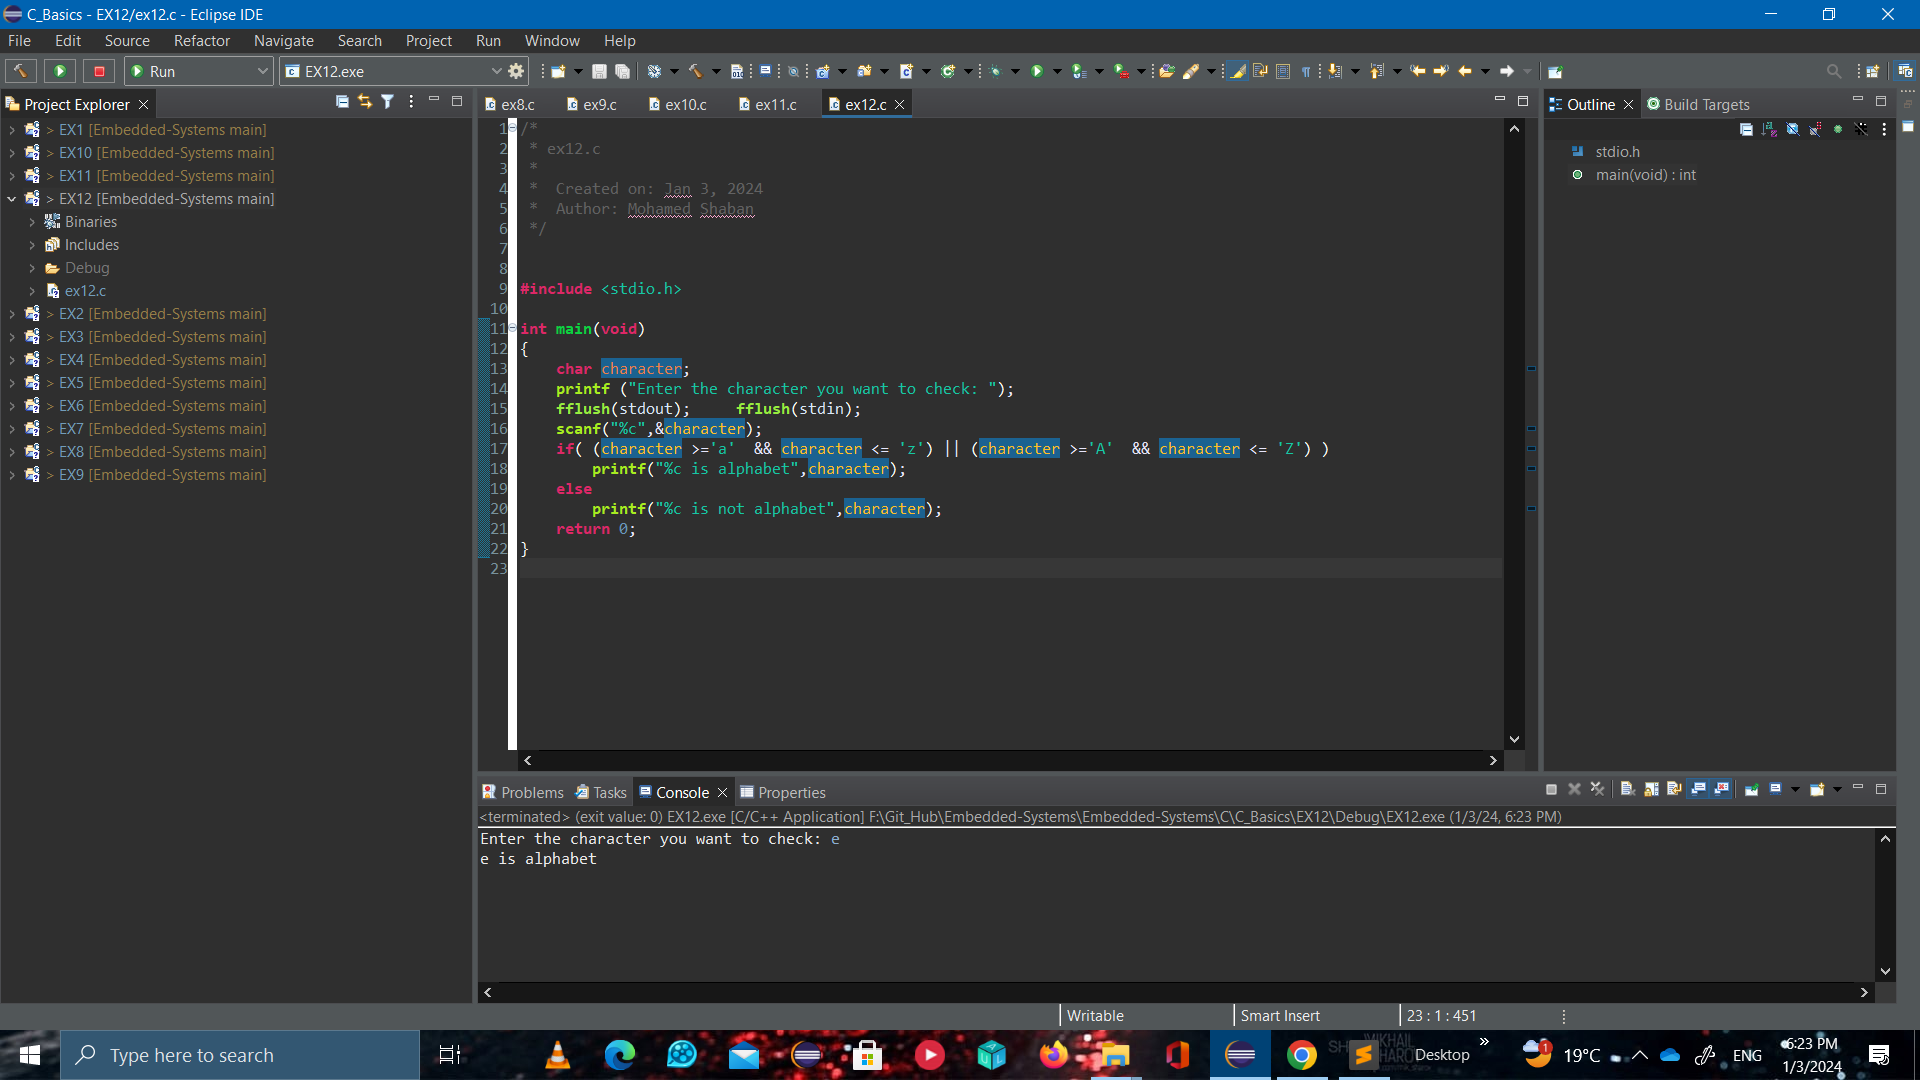 C_Basics - EX12/ex12.c - Eclipse IDE
File Edit Source Refactor Navigate Search Project Run Window Help
Run EX12.exe
Project Explorer
> EX1 [Embedded-Systems main]
> EX10 [Embedded-Systems main]
> EX11 [Embedded-Systems main]
> EX12 [Embedded-Systems main]
Binaries
Includes
Debug
ex12.c
> EX2 [Embedded-Systems main]
> EX3 [Embedded-Systems main]
> EX4 [Embedded-Systems main]
> EX5 [Embedded-Systems main]
> EX6 [Embedded-Systems main]
> EX7 [Embedded-Systems main]
> EX8 [Embedded-Systems main]
> EX9 [Embedded-Systems main]
ex8.c ex9.c ex10.c ex11.c ex12.c
1 /*
2 * ex12.c
3 *
4 * Created on: Jan 3, 2024
5 * Author: Mohamed Shaban
6 */
7
8
9 #include <stdio.h>
10
11 int main(void)
12 {
13 char character;
14 printf ("Enter the character you want to check: ");
15 fflush(stdout); fflush(stdin);
16 scanf("%c",&character);
17 if( (character >='a' && character <= 'z') || (character >='A' && character <= 'Z') )
18 printf("%c is alphabet",character);
19 else
20 printf("%c is not alphabet",character);
21 return 0;
22 }
23
Outline Build Targets
stdio.h
main(void) : int
Problems Tasks Console Properties
<terminated> (exit value: 0) EX12.exe [C/C++ Application] F:\Git_Hub\Embedded-Systems\Embedded-Systems\C\C_Basics\EX12\Debug\EX12.exe (1/3/24, 6:23 PM)
Enter the character you want to check: e
e is alphabet
Writable Smart Insert 23 : 1 : 451
Type here to search
Desktop » 19°C ENG 6:23 PM
1/3/2024